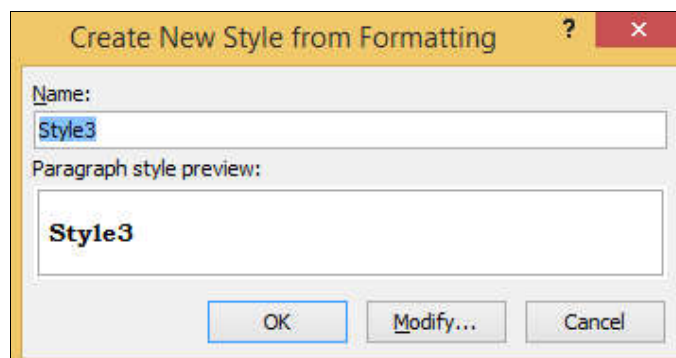 Create New Style from Formatting ? ×
Name:
Style3
Paragraph style preview:
Style3
OK Modify... Cancel